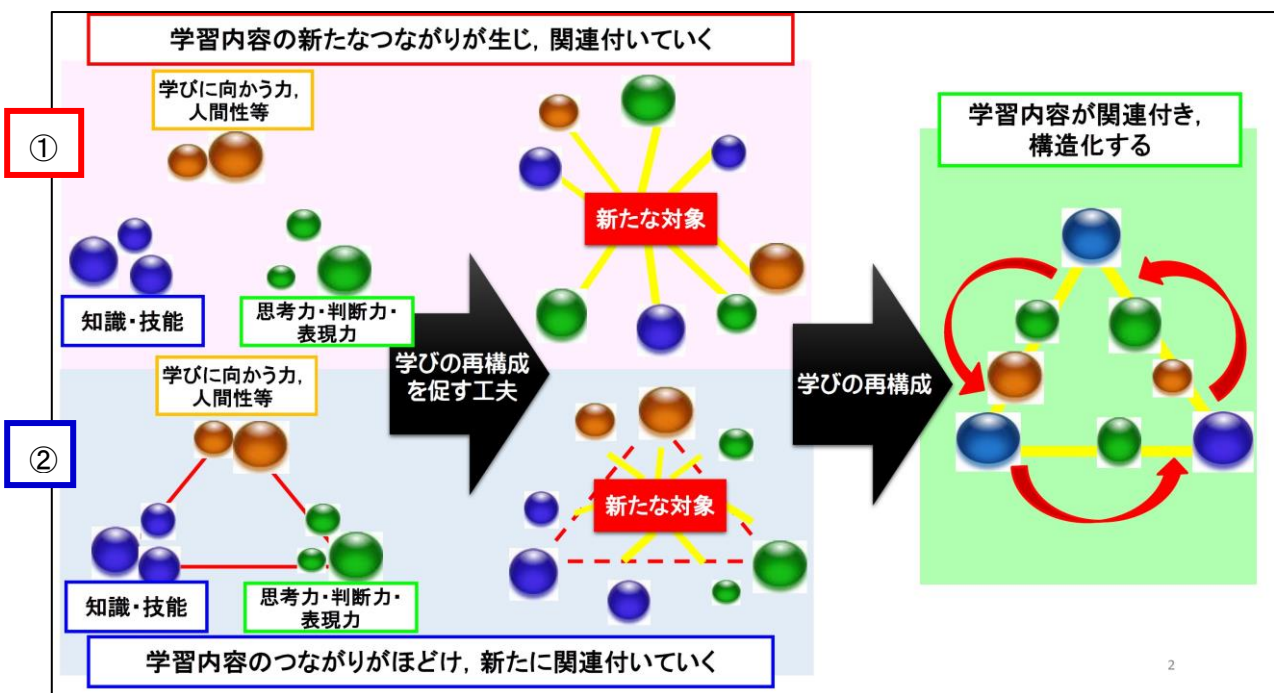 学習内容の新たなつながりが生じ，関連付いていく
①
学びに向かう力，
人間性等
知識・技能
思考力・判断力・
表現力
新たな対象
学びの再構成
を促す工夫
②
学びに向かう力，
人間性等
知識・技能
思考力・判断力・
表現力
新たな対象
学習内容のつながりがほどけ，新たに関連付いていく
学びの再構成
学習内容が関連付き，
構造化する
2